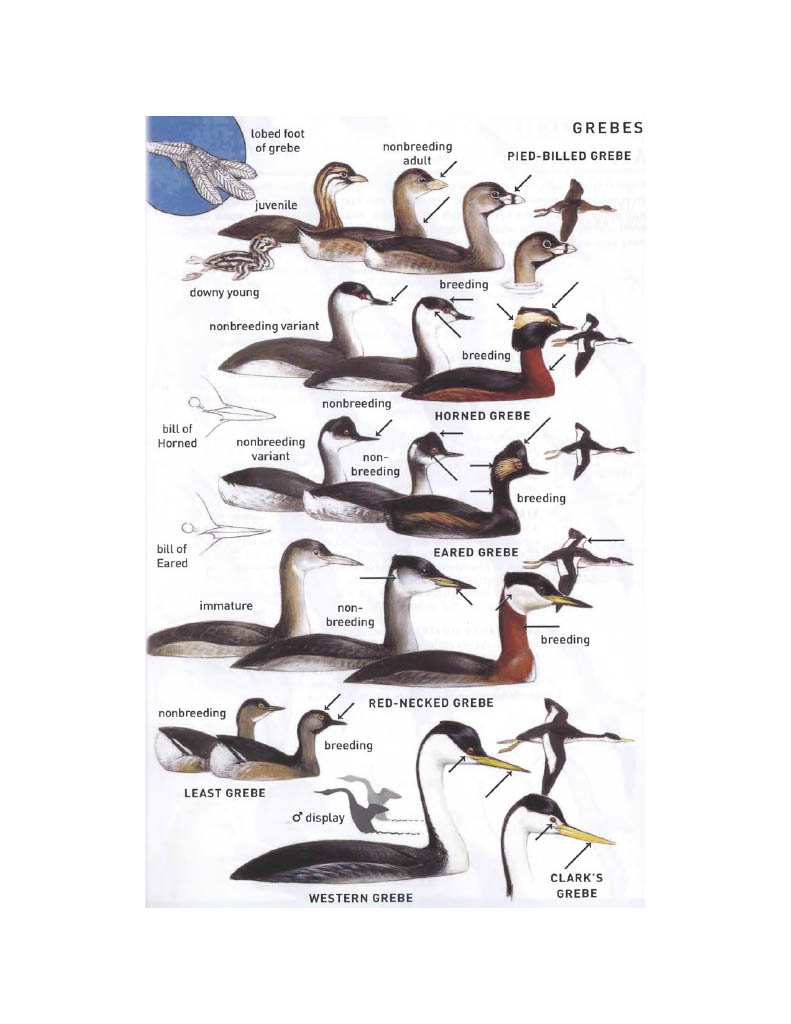 GREBES
lobed foot
of grebe
nonbreeding
adult
PIED-BILLED GREBE
juvenile
downy young
breeding
nonbreeding variant
breeding
nonbreeding
HORNED GREBE
bill of
Horned
nonbreeding
variant
non-
breeding
breeding
bill of
Eared
EARED GREBE
immature
non-
breeding
breeding
RED-NECKED GREBE
nonbreeding
breeding
LEAST GREBE
♂ display
WESTERN GREBE
CLARK'S
GREBE